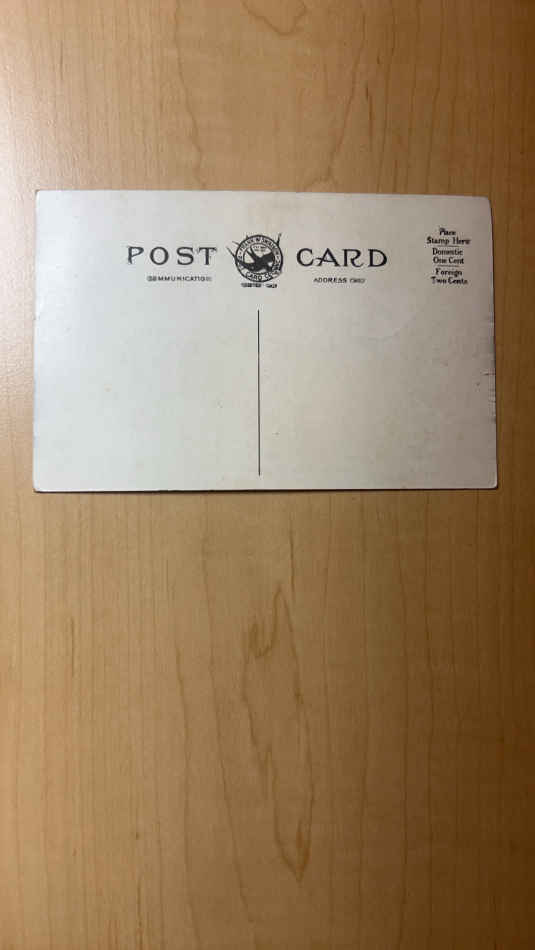 POST CARD
COMMUNICATION
ADDRESS ONLY
Place
Stamp Here
Domestic
One Cent
Foreign
Two Cents